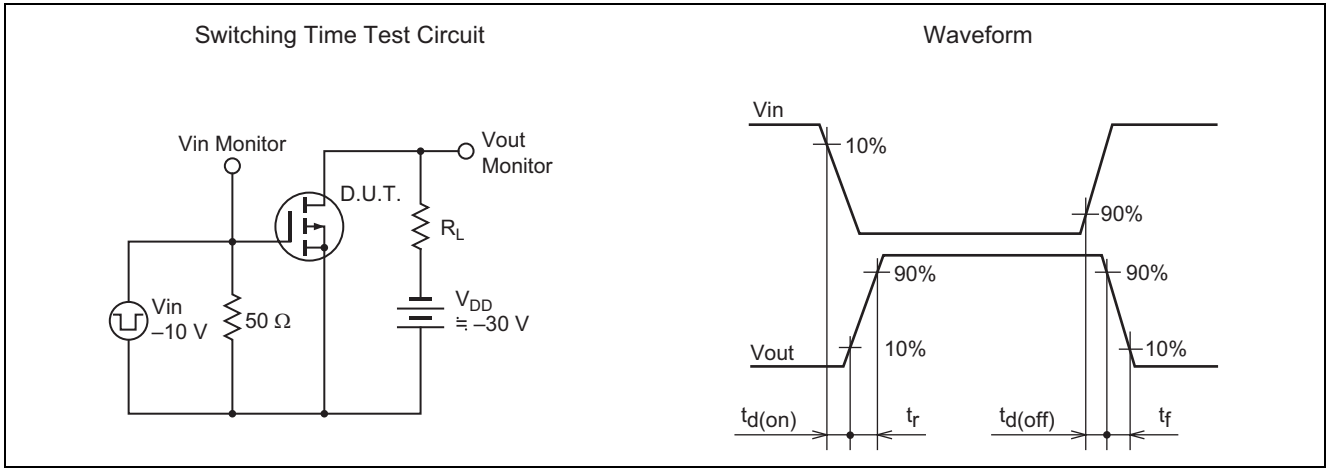 Switching Time Test Circuit
Vin Monitor
Vout
Monitor
D.U.T.
RL
Vin
–10 V
50 Ω
VDD
≒ –30 V
Waveform
Vin
10%
90%
90%
90%
Vout
10%
10%
td(on)
tr
td(off)
tf